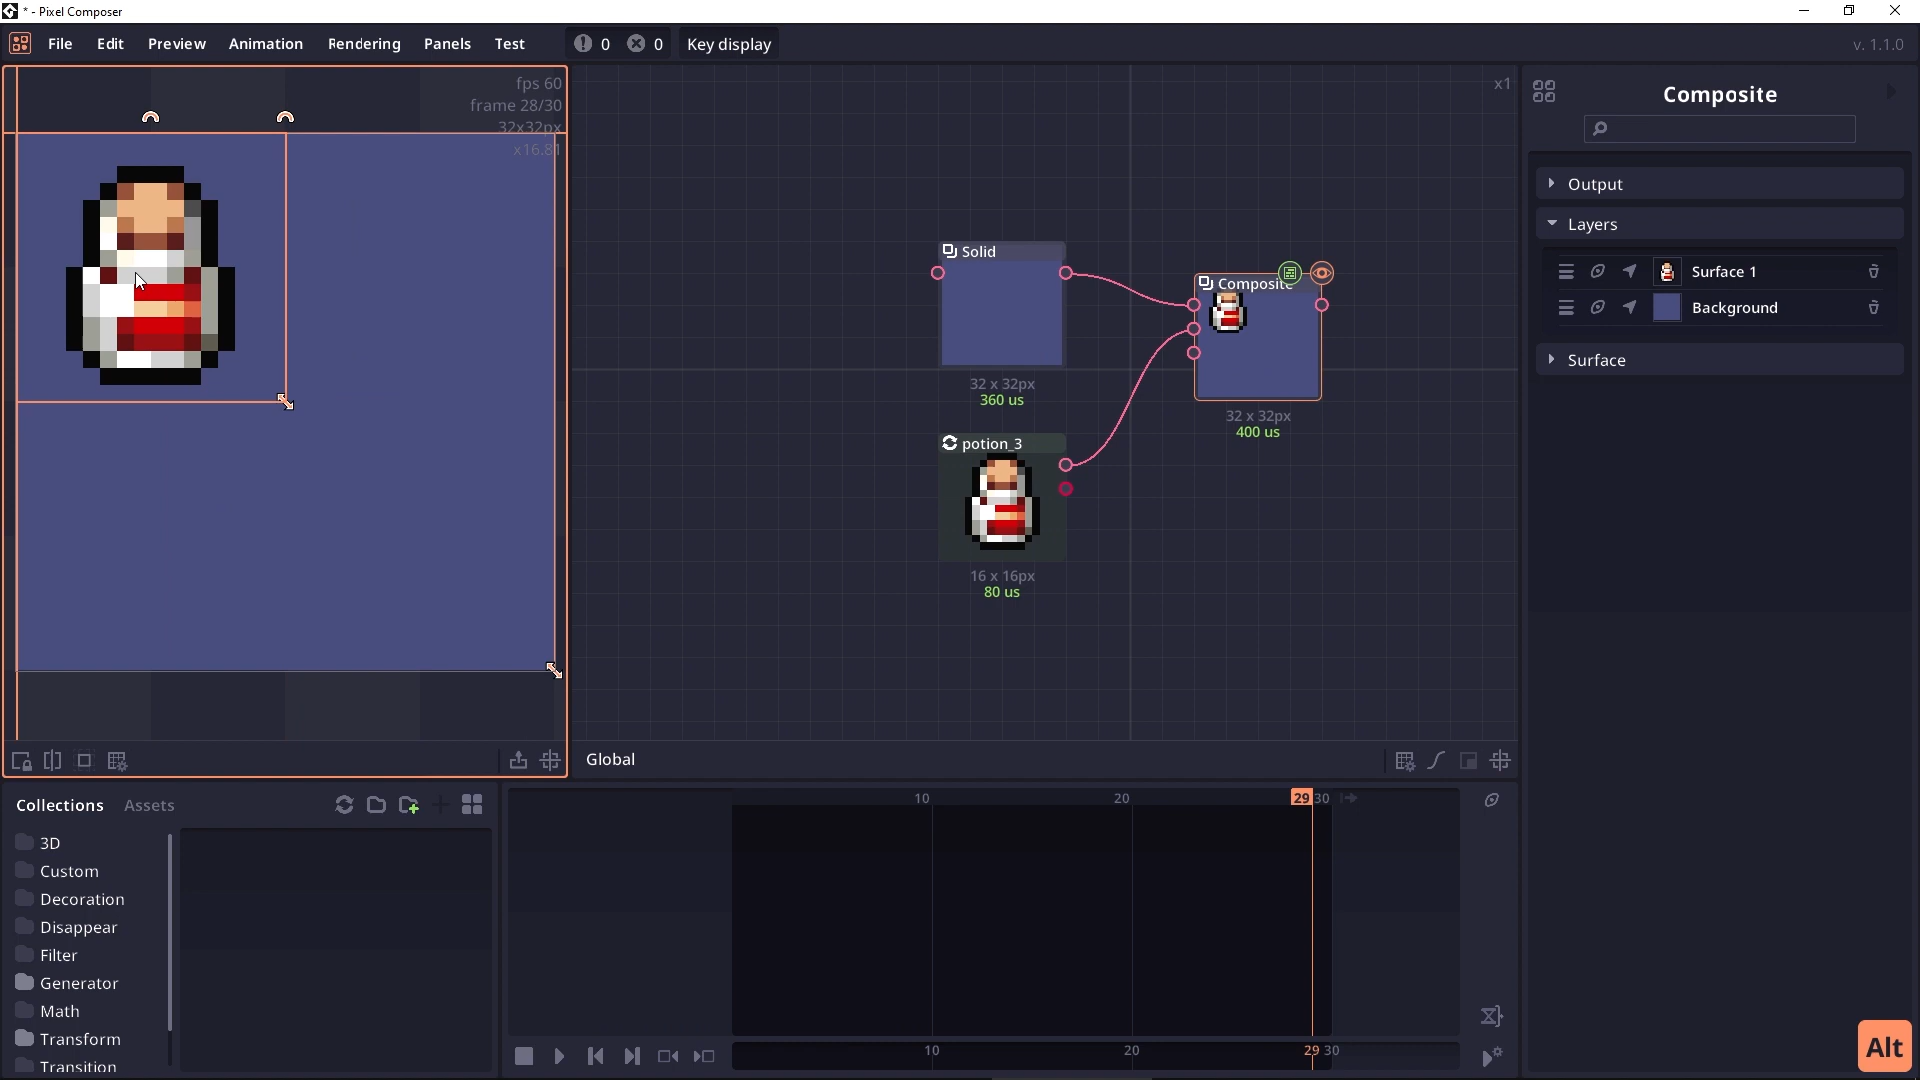 * - Pixel Composer
File Edit Preview Animation Rendering Panels Test 0 0 Key display v. 1.1.0
fps 60
frame 28/30
32x32px
x16.81
x1
Solid
32 x 32px
360 us
potion_3
16 x 16px
80 us
Composite
32 x 32px
400 us
Global
Composite
Output
Layers
Surface 1
Background
Surface
Collections Assets
3D
Custom
Decoration
Disappear
Filter
Generator
Math
Transform
Transition
10 20 29 30
10 20 29 30
Alt